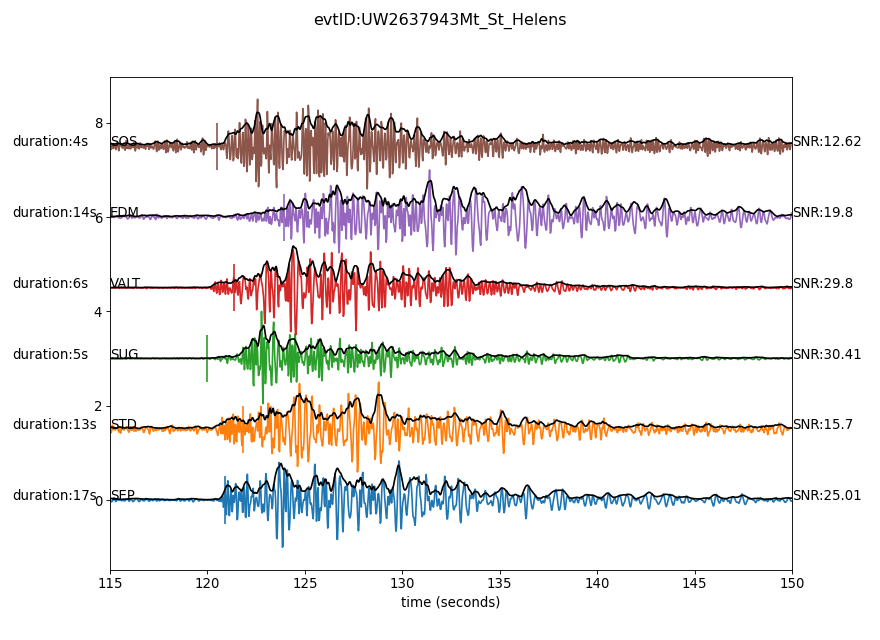 evtID:UW2637943Mt_St_Helens
8
duration:4s SOS SNR:12.62
duration:14s EDM SNR:19.8
6
duration:6s VALT SNR:29.8
4
duration:5s SUG SNR:30.41
2
duration:13s STD SNR:15.7
duration:17s SEP SNR:25.01
0
115 120 125 130 135 140 145 150
time (seconds)